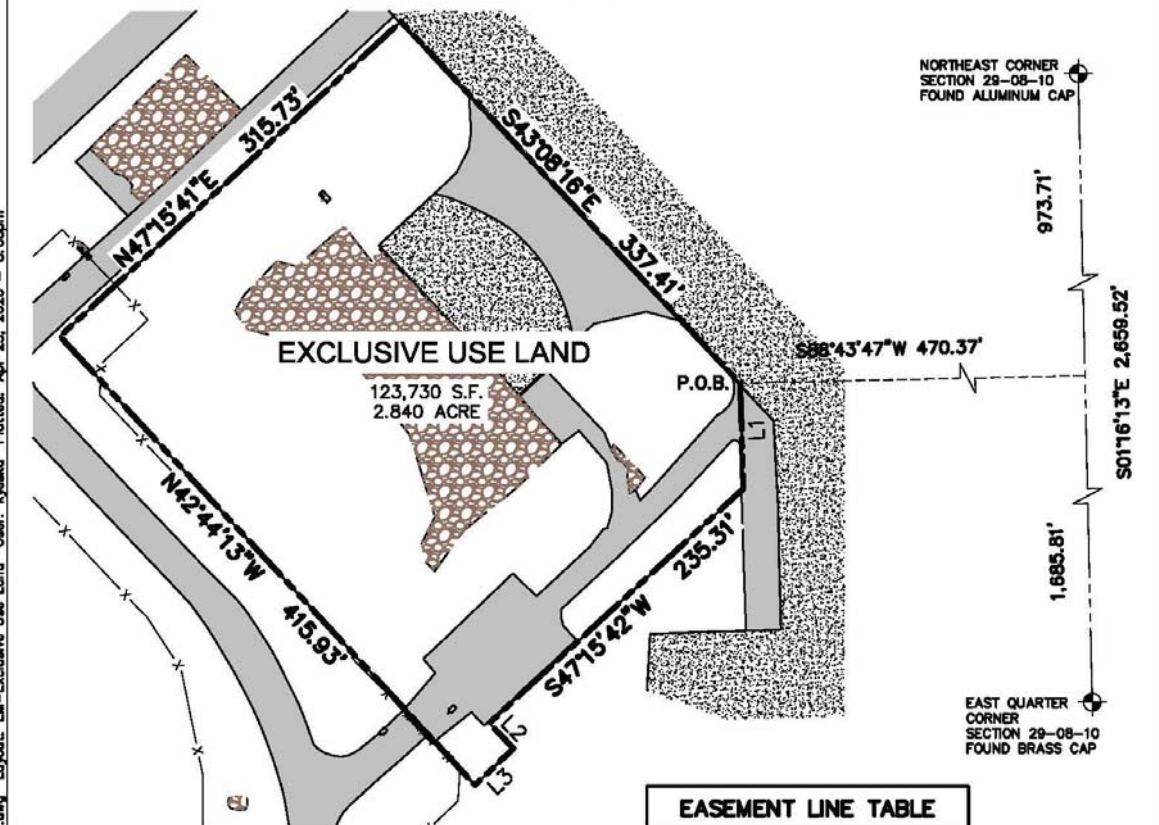 NORTHEAST CORNER
SECTION 29-08-10
FOUND ALUMINUM CAP
N47°15'41"E 315.73'
S43°08'16"E 337.41'
973.71'
S01°16'13"E 2,659.52'
EXCLUSIVE USE LAND
123,730 S.F.
2.840 ACRE
S88°43'47"W 470.37'
P.O.B.
L1
N42°44'13"W 415.93'
S47°15'42"W 235.31'
1,685.81'
L2
L3
EAST QUARTER
CORNER
SECTION 29-08-10
FOUND BRASS CAP
EASEMENT LINE TABLE